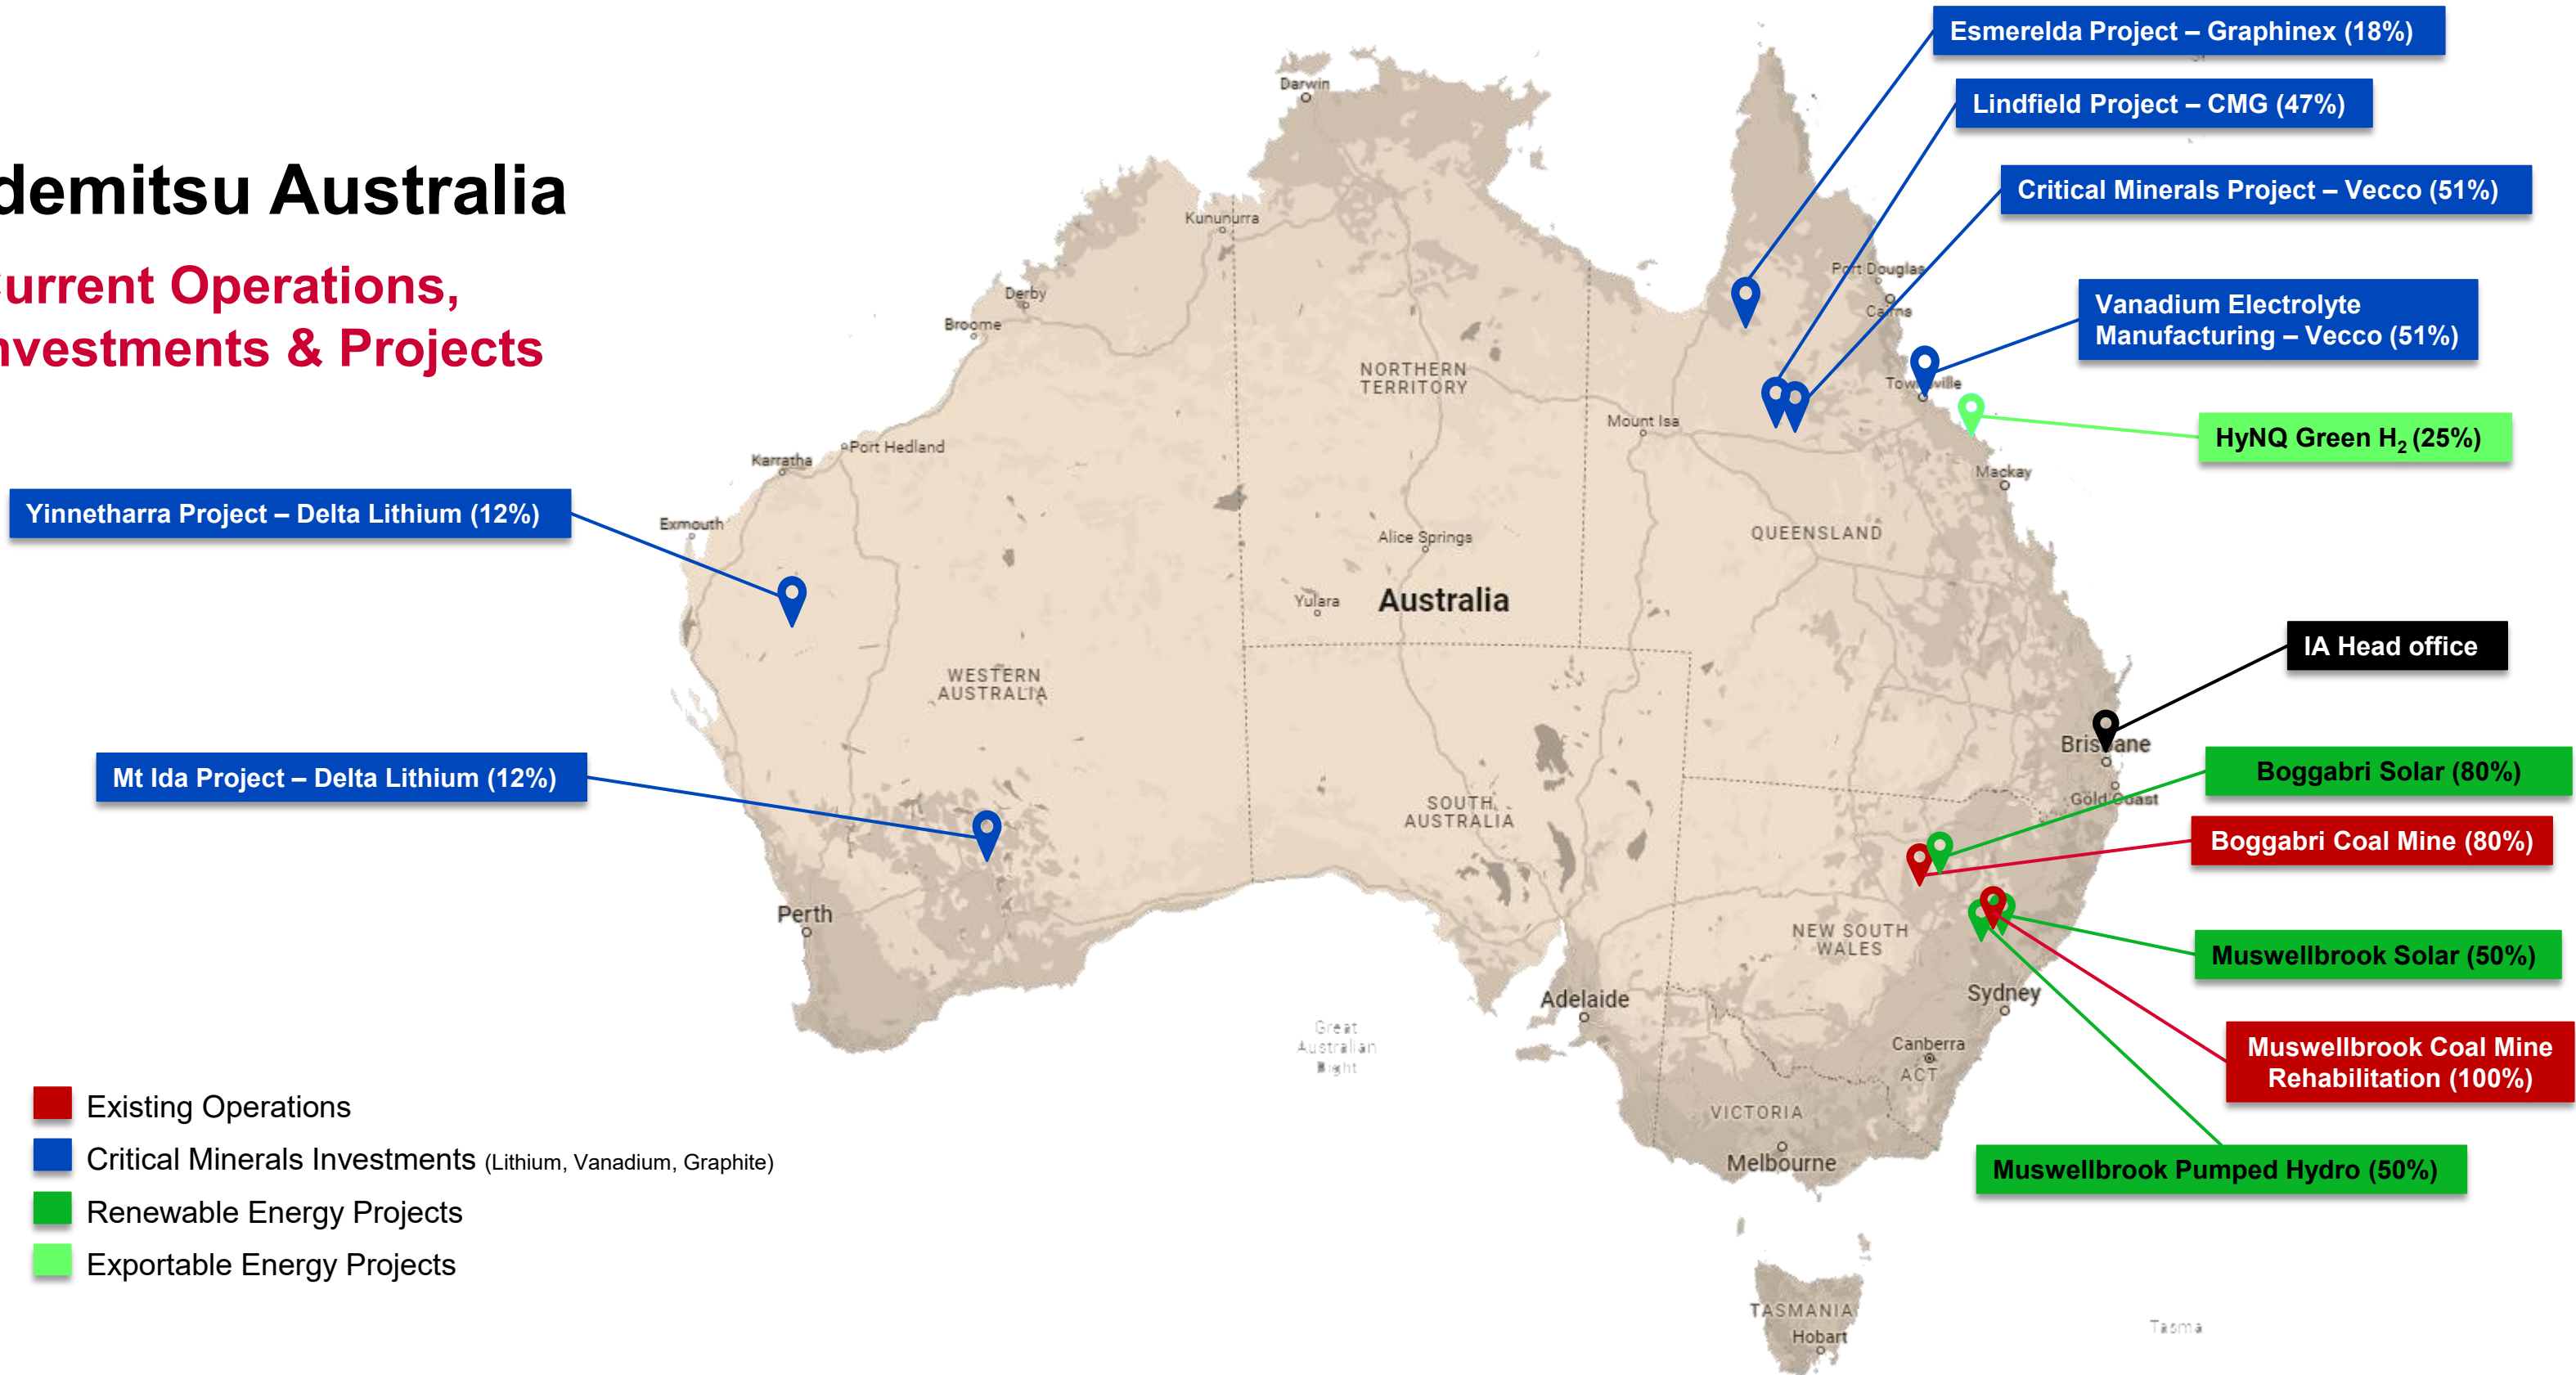 demitsu Australia
urrent Operations,
nvestments & Projects
Esmerelda Project – Graphinex (18%)
Lindfield Project – CMG (47%)
Critical Minerals Project – Vecco (51%)
Vanadium Electrolyte
Manufacturing – Vecco (51%)
HyNQ Green H₂ (25%)
Yinnetharra Project – Delta Lithium (12%)
Mt Ida Project – Delta Lithium (12%)
IA Head office
Boggabri Solar (80%)
Boggabri Coal Mine (80%)
Muswellbrook Solar (50%)
Muswellbrook Coal Mine
Rehabilitation (100%)
Muswellbrook Pumped Hydro (50%)
Darwin
Kununurra
Derby
Broome
Port Hedland
Karratha
Exmouth
Port Douglas
Cairns
Townsville
Mackay
Mount Isa
NORTHERN
TERRITORY
QUEENSLAND
Alice Springs
Yulara
Australia
WESTERN
AUSTRALIA
SOUTH
AUSTRALIA
Brisbane
Gold Coast
Perth
NEW SOUTH
WALES
Adelaide
Sydney
Canberra
ACT
Great
Australian
Bight
VICTORIA
Melbourne
TASMANIA
Hobart
Tasma
Existing Operations
Critical Minerals Investments (Lithium, Vanadium, Graphite)
Renewable Energy Projects
Exportable Energy Projects